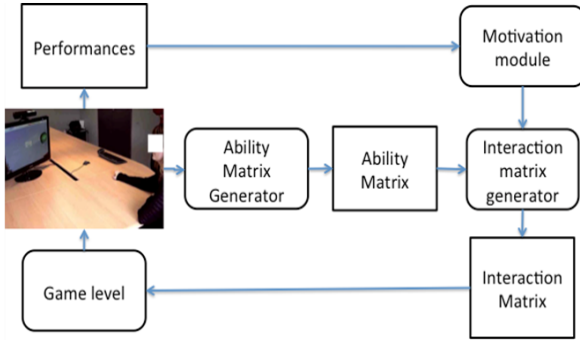 Performances
Motivation
module
Ability
Matrix
Generator
Ability
Matrix
Interaction
matrix
generator
Game level
Interaction
Matrix